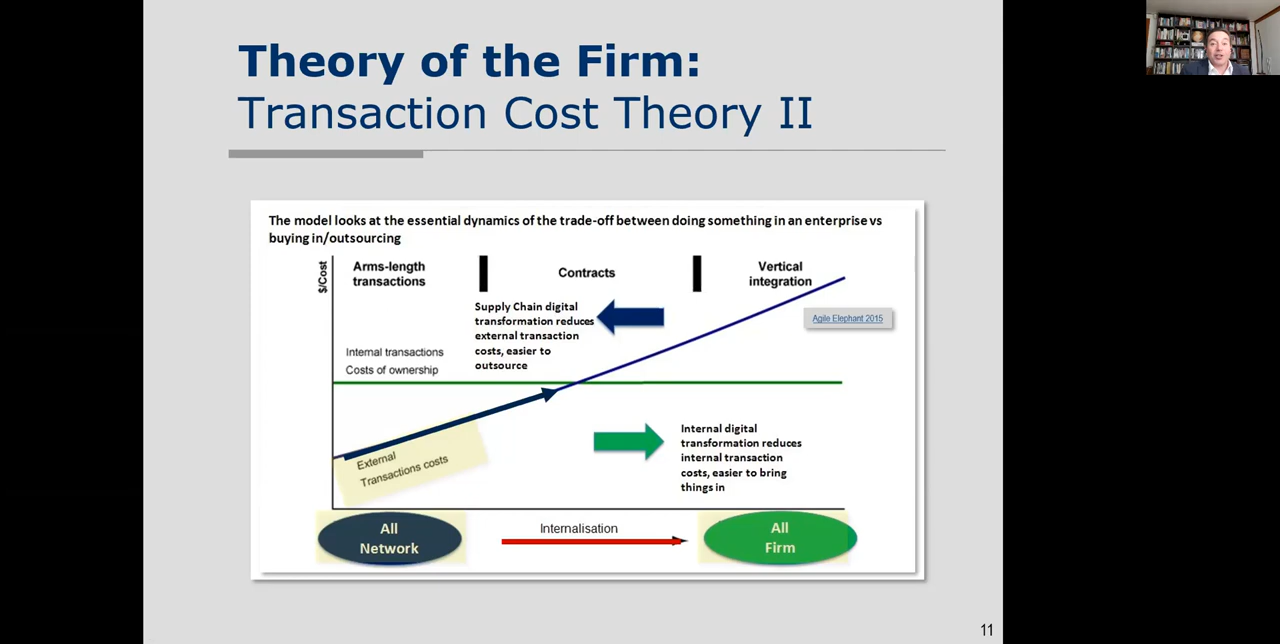 Theory of the Firm:
Transaction Cost Theory II
The model looks at the essential dynamics of the trade-off between doing something in an enterprise vs
buying in/outsourcing
$/Cost
Arms-length
transactions
Contracts
Vertical
integration
Supply Chain digital
transformation reduces
external transaction
costs, easier to
outsource
Agile Elephant 2015
Internal transactions
Costs of ownership
External
Transactions costs
Internal digital
transformation reduces
internal transaction
costs, easier to bring
things in
All
Network
Internalisation
All
Firm
11